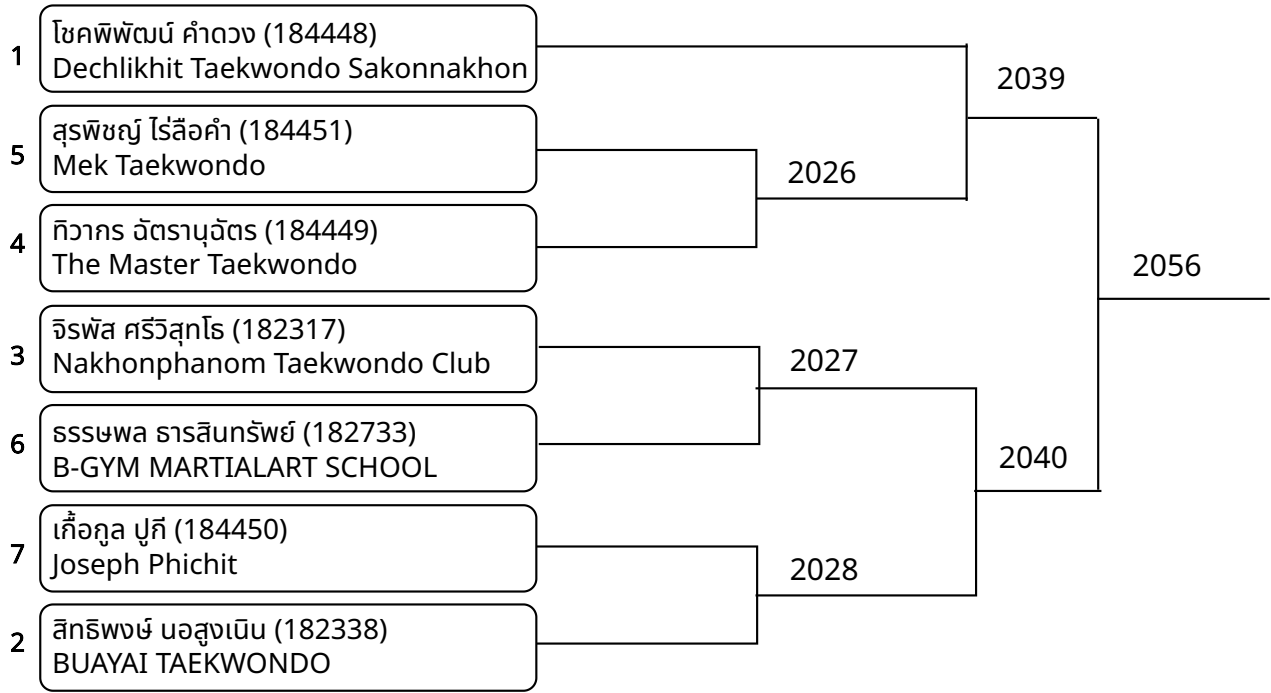 1
โชคพิพัฒน์ คำดวง (184448)
Dechlikhit Taekwondo Sakonnakhon
5
สุรพิชญ์ ไร่ลือคำ (184451)
Mek Taekwondo
4
ทิวากร ฉัตรานุฉัตร (184449)
The Master Taekwondo
3
จิรพัส ศรีวิสุทโธ (182317)
Nakhonphanom Taekwondo Club
6
ธรรษพล ธารสินทรัพย์ (182733)
B-GYM MARTIALART SCHOOL
7
เกื้อกูล ปูกี (184450)
Joseph Phichit
2
สิทธิพงษ์ นอสูงเนิน (182338)
BUAYAI TAEKWONDO
2026
2027
2028
2039
2040
2056